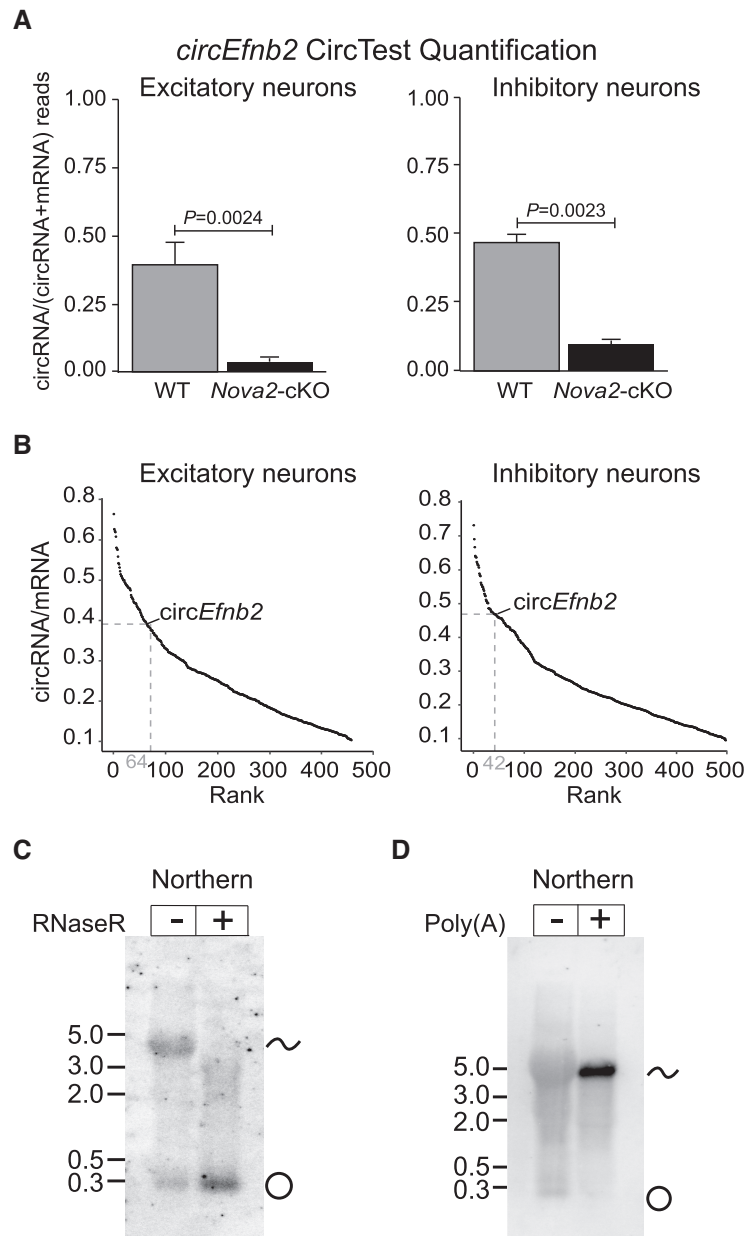 A
circEfnb2 CircTest Quantification
Excitatory neurons
circRNA/(circRNA+mRNA) reads
1.00
0.75
0.50
0.25
0.00
P=0.0024
WT Nova2-cKO
Inhibitory neurons
1.00
0.75
0.50
0.25
0.00
P=0.0023
WT Nova2-cKO
B
Excitatory neurons
circRNA/mRNA
0.8
0.6
0.5
0.4
0.3
0.2
0.1
circEfnb2
0 64 100 200 300 400 500
Rank
Inhibitory neurons
0.8
0.7
0.6
0.5
0.4
0.3
0.2
0.1
circEfnb2
0 42 100 200 300 400 500
Rank
C
Northern
RNaseR - +
5.0
3.0
2.0
0.5
0.3
D
Northern
Poly(A) - +
5.0
3.0
2.0
0.5
0.3